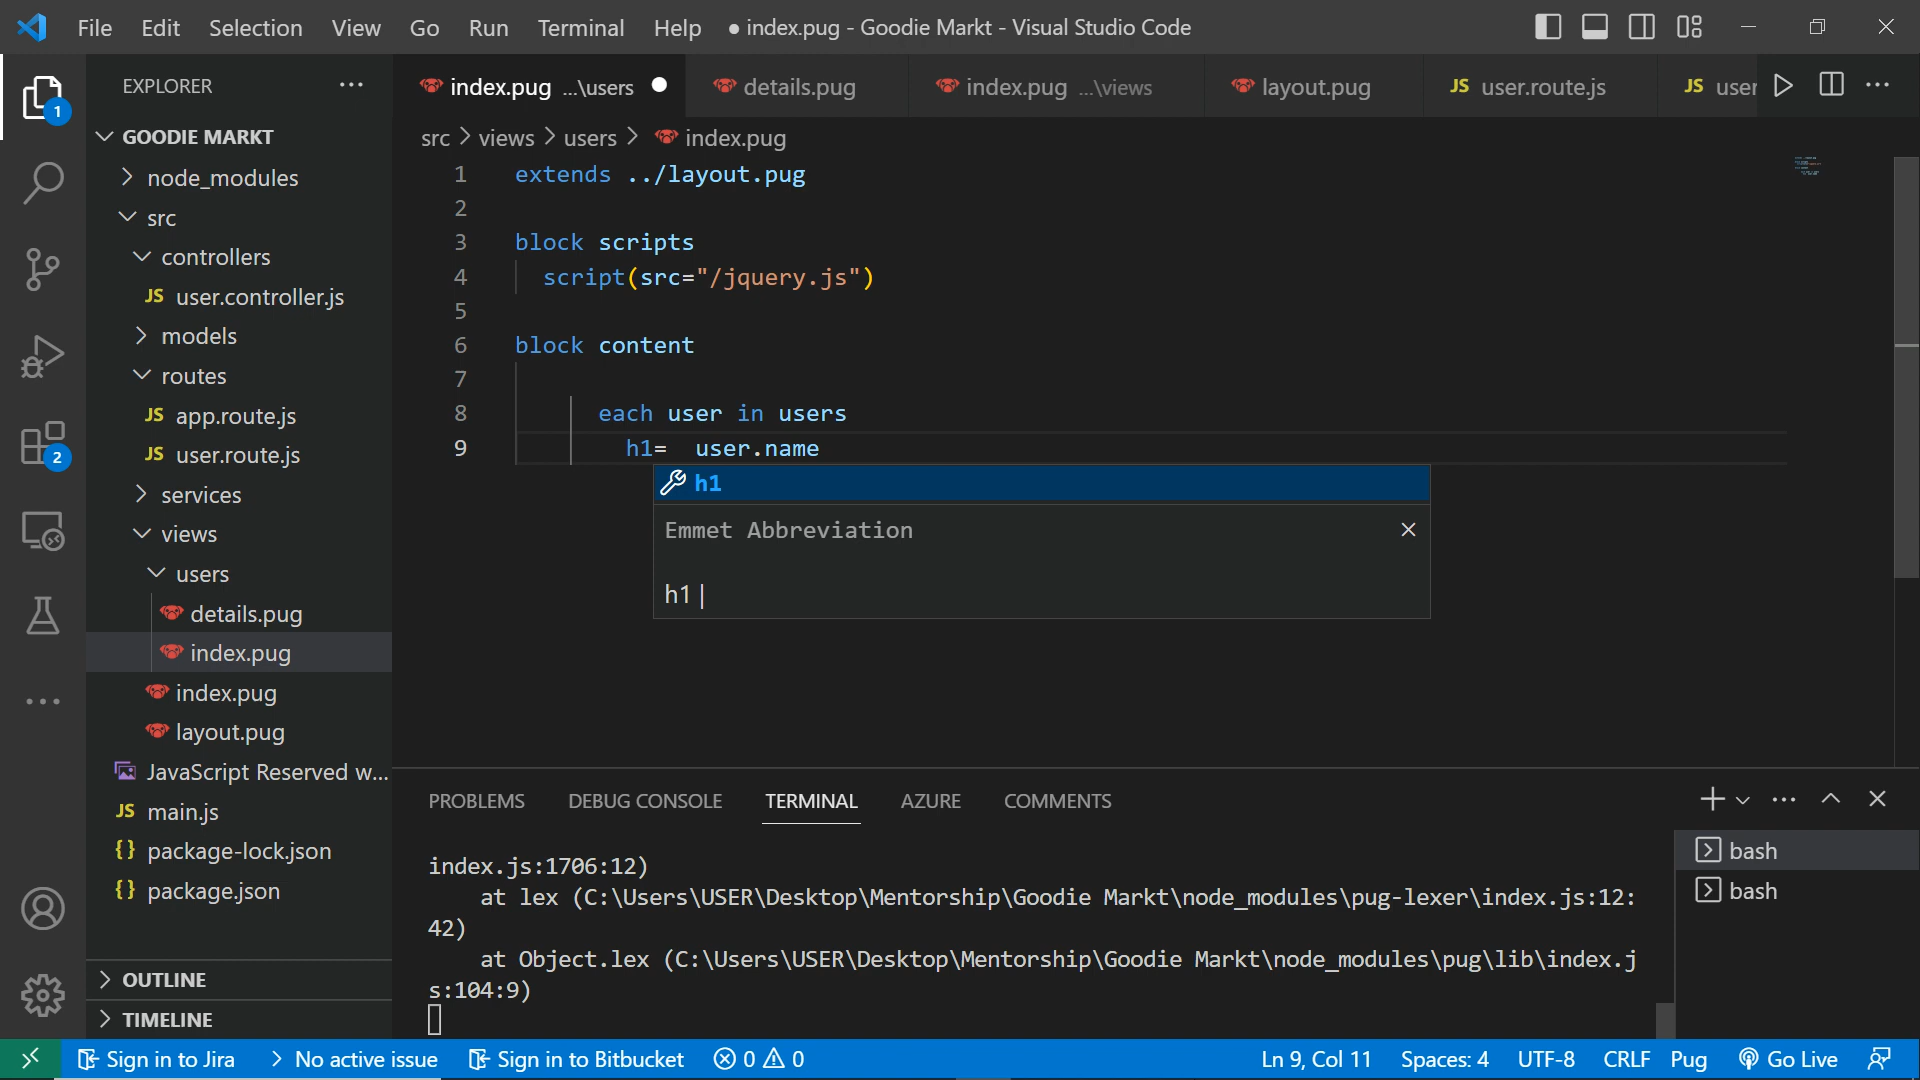 File Edit Selection View Go Run Terminal Help ● index.pug - Goodie Markt - Visual Studio Code
EXPLORER
index.pug ...\users
details.pug
index.pug ...\views
layout.pug
JS user.route.js
JS user
src > views > users > index.pug
1
GOODIE MARKT
node_modules
src
controllers
JS user.controller.js
models
routes
JS app.route.js
JS user.route.js
services
views
users
details.pug
index.pug
index.pug
layout.pug
JavaScript Reserved w...
JS main.js
{} package-lock.json
{} package.json
OUTLINE
TIMELINE
2
1 extends ../layout.pug
2
3 block scripts
4 script(src="/jquery.js")
5
6 block content
7
8 each user in users
9 h1=  user.name
h1
Emmet Abbreviation
h1 |
PROBLEMS DEBUG CONSOLE TERMINAL AZURE COMMENTS
index.js:1706:12)
at lex (C:\Users\USER\Desktop\Mentorship\Goodie Markt\node_modules\pug-lexer\index.js:12:
42)
at Object.lex (C:\Users\USER\Desktop\Mentorship\Goodie Markt\node_modules\pug\lib\index.j
s:104:9)
bash
bash
Sign in to Jira > No active issue Sign in to Bitbucket 0 0 Ln 9, Col 11 Spaces: 4 UTF-8 CRLF Pug Go Live